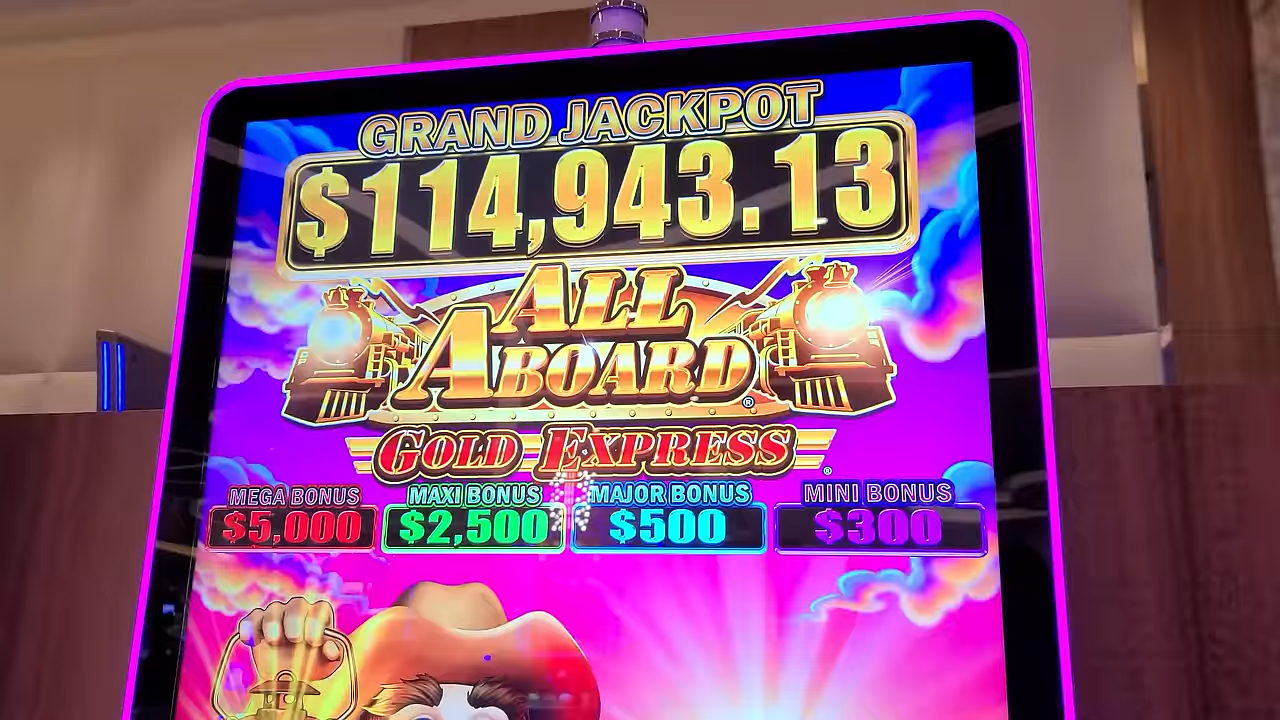 GRAND JACKPOT
$114,943.13
ALL
ABOARD®
GOLD EXPRESS®
MEGA BONUS MAXI BONUS MAJOR BONUS MINI BONUS
$5,000 $2,500 $500 $300